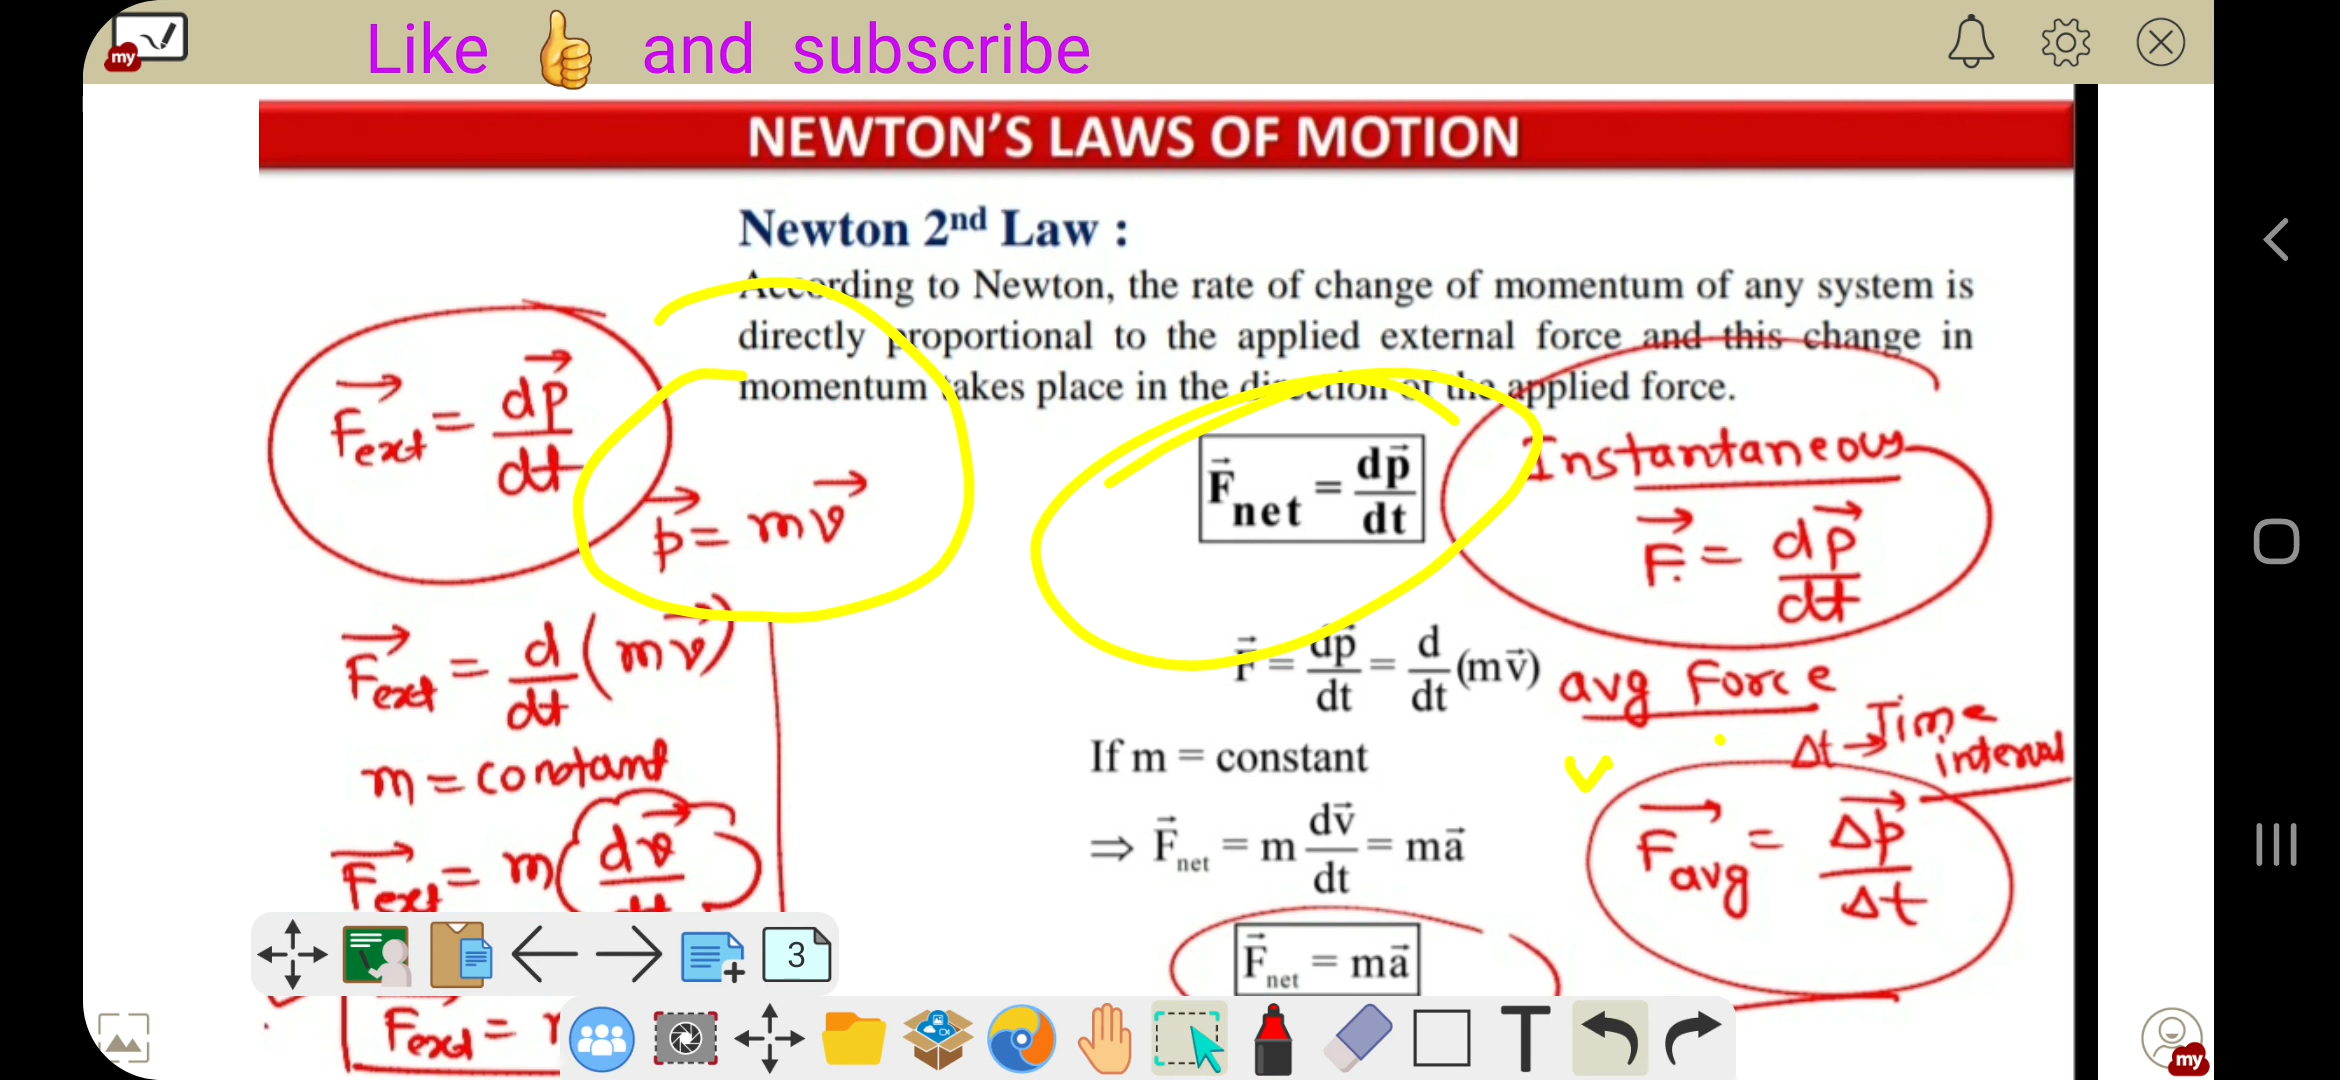 Like 👍 and subscribe
my
NEWTON'S LAWS OF MOTION
Newton 2nd Law :
According to Newton, the rate of change of momentum of any system is
directly proportional to the applied external force and this change in
momentum takes place in the direction of the applied force.
F⃗ext = dp⃗/dt
p⃗ = mv⃗
F⃗ext = d/dt (mv⃗)
m = constant
F⃗ext = m (dv⃗/dt)
F⃗ext =
F⃗net = dp⃗/dt
F⃗ = dp⃗/dt = d/dt (mv⃗)
If m = constant
⇒ F⃗net = m dv⃗/dt = ma⃗
F⃗net = ma⃗
Instantaneous
F⃗ = dp⃗/dt
avg Force
Δt → Time
interval
F⃗avg = Δp⃗/Δt
3
T
my